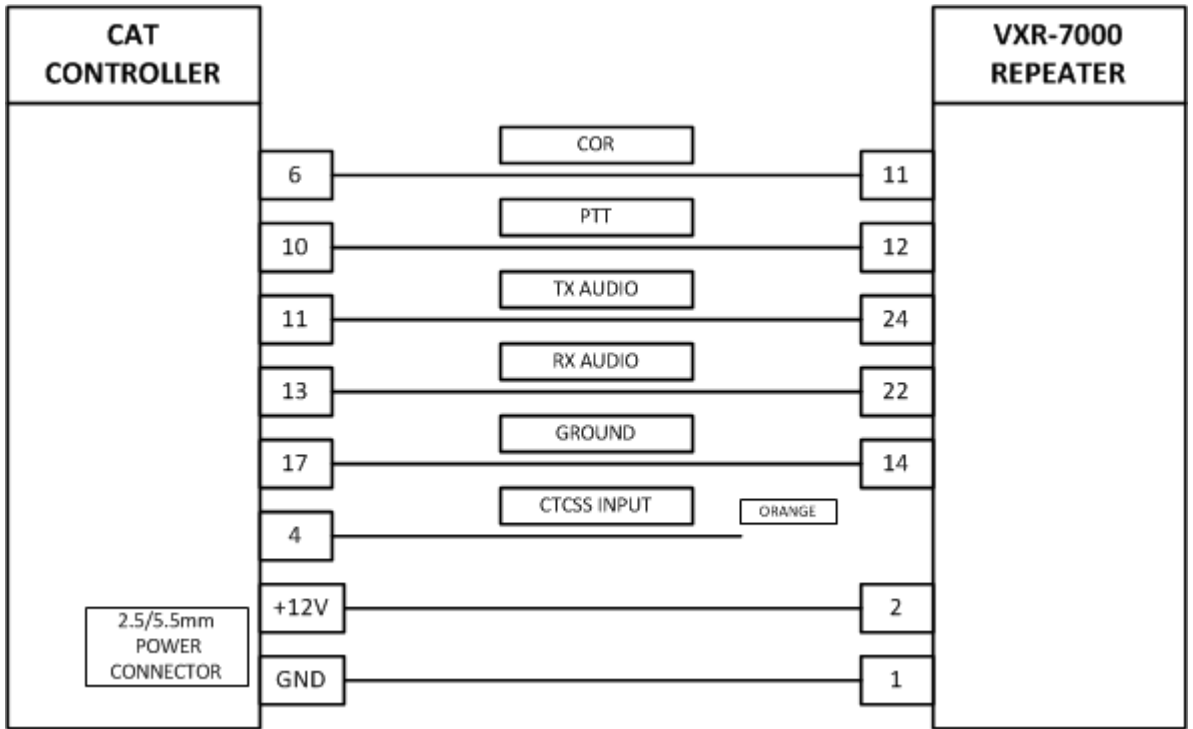 CAT
CONTROLLER
VXR-7000
REPEATER
COR
6
11
PTT
10
12
TX AUDIO
11
24
RX AUDIO
13
22
GROUND
17
14
CTCSS INPUT
ORANGE
4
+12V
2
2.5/5.5mm
POWER
CONNECTOR
GND
1